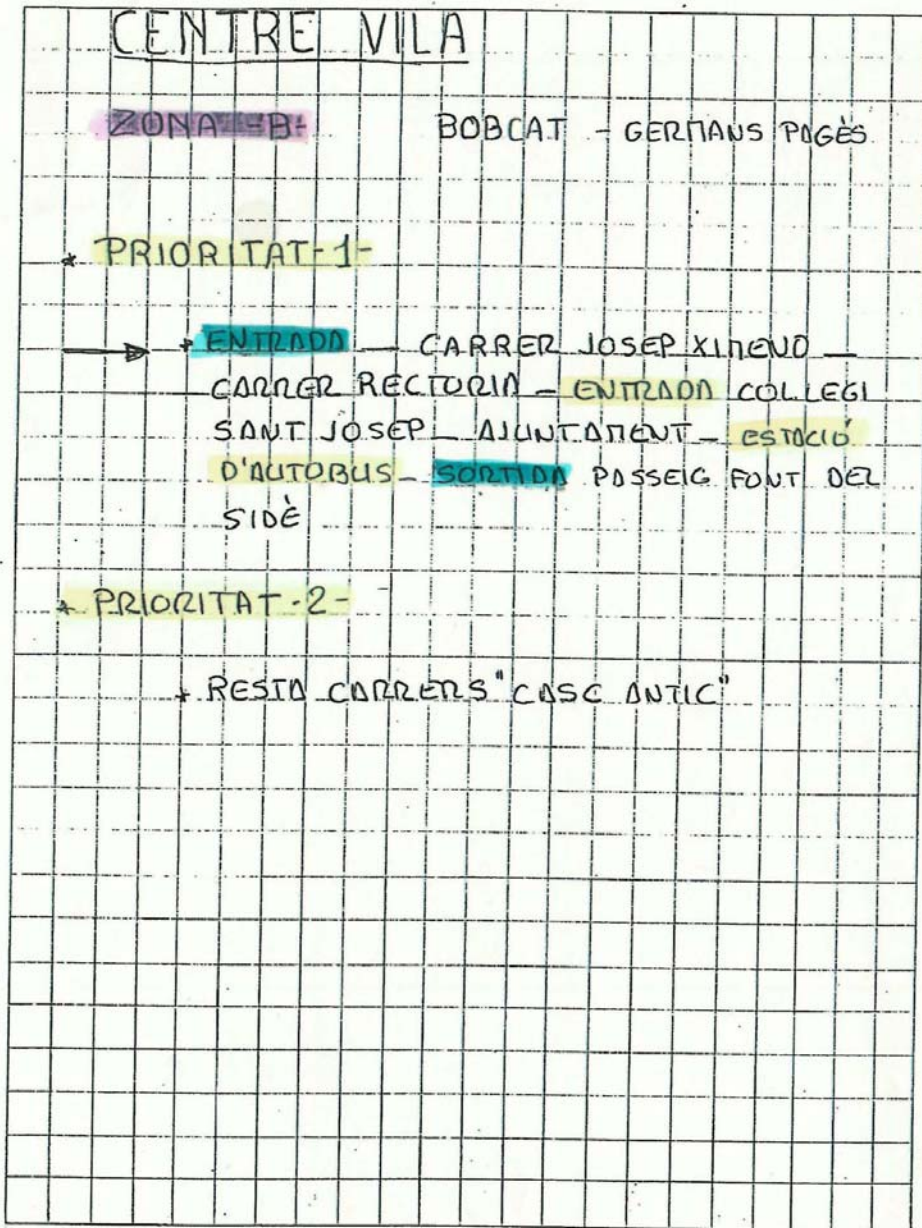 CENTRE VILA
ZONA -B- BOBCAT - GERMANS PAGÈS
* PRIORITAT-1-
* ENTRADA - CARRER JOSEP XIMENO -
CARRER RECTORIA - ENTRADA COL.LEGI
SANT JOSEP - AJUNTAMENT - ESTACIÓ
D'AUTOBUS - SORTIDA PASSEIG FONT DEL
SIDÈ
* PRIORITAT-2-
* RESTA CARRERS "CASC ANTIC"